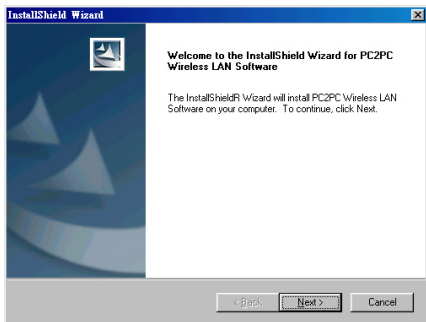 InstallShield Wizard
Welcome to the InstallShield Wizard for PC2PC
Wireless LAN Software
The InstallShieldR Wizard will install PC2PC Wireless LAN
Software on your computer. To continue, click Next.
< Back
Next >
Cancel